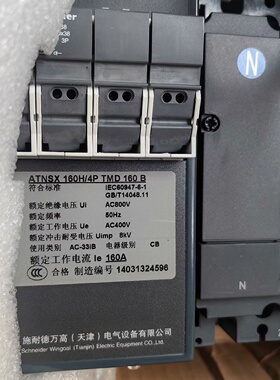 x38
3P
N
ATNSX 160H/4P TMD 160 B
符合标准 IEC60947-6-1
GB/T14048.11
额定绝缘电压 Ui AC800V
额定频率 50Hz
额定工作电压 Ue AC400V
额定冲击耐受电压 Uimp 8kV
使用类别 AC-33iB 电器级别 CB
额定工作电流 Ie 160A
合格 制造编号 14031324596
施耐德万高（天津）电气设备有限公司
Schneider Wingoal (Tianjin) Electric Equipment CO.,Ltd
N